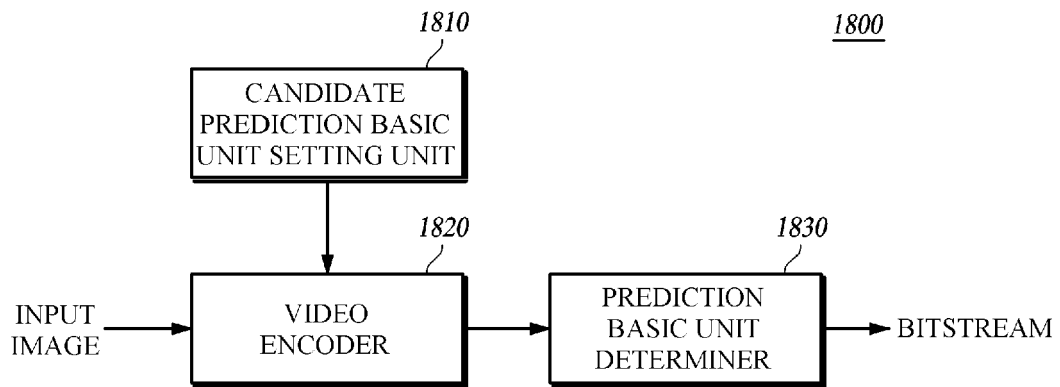 1810
1800
CANDIDATE
PREDICTION BASIC
UNIT SETTING UNIT
1820
1830
INPUT
IMAGE
VIDEO
ENCODER
PREDICTION
BASIC UNIT
DETERMINER
BITSTREAM